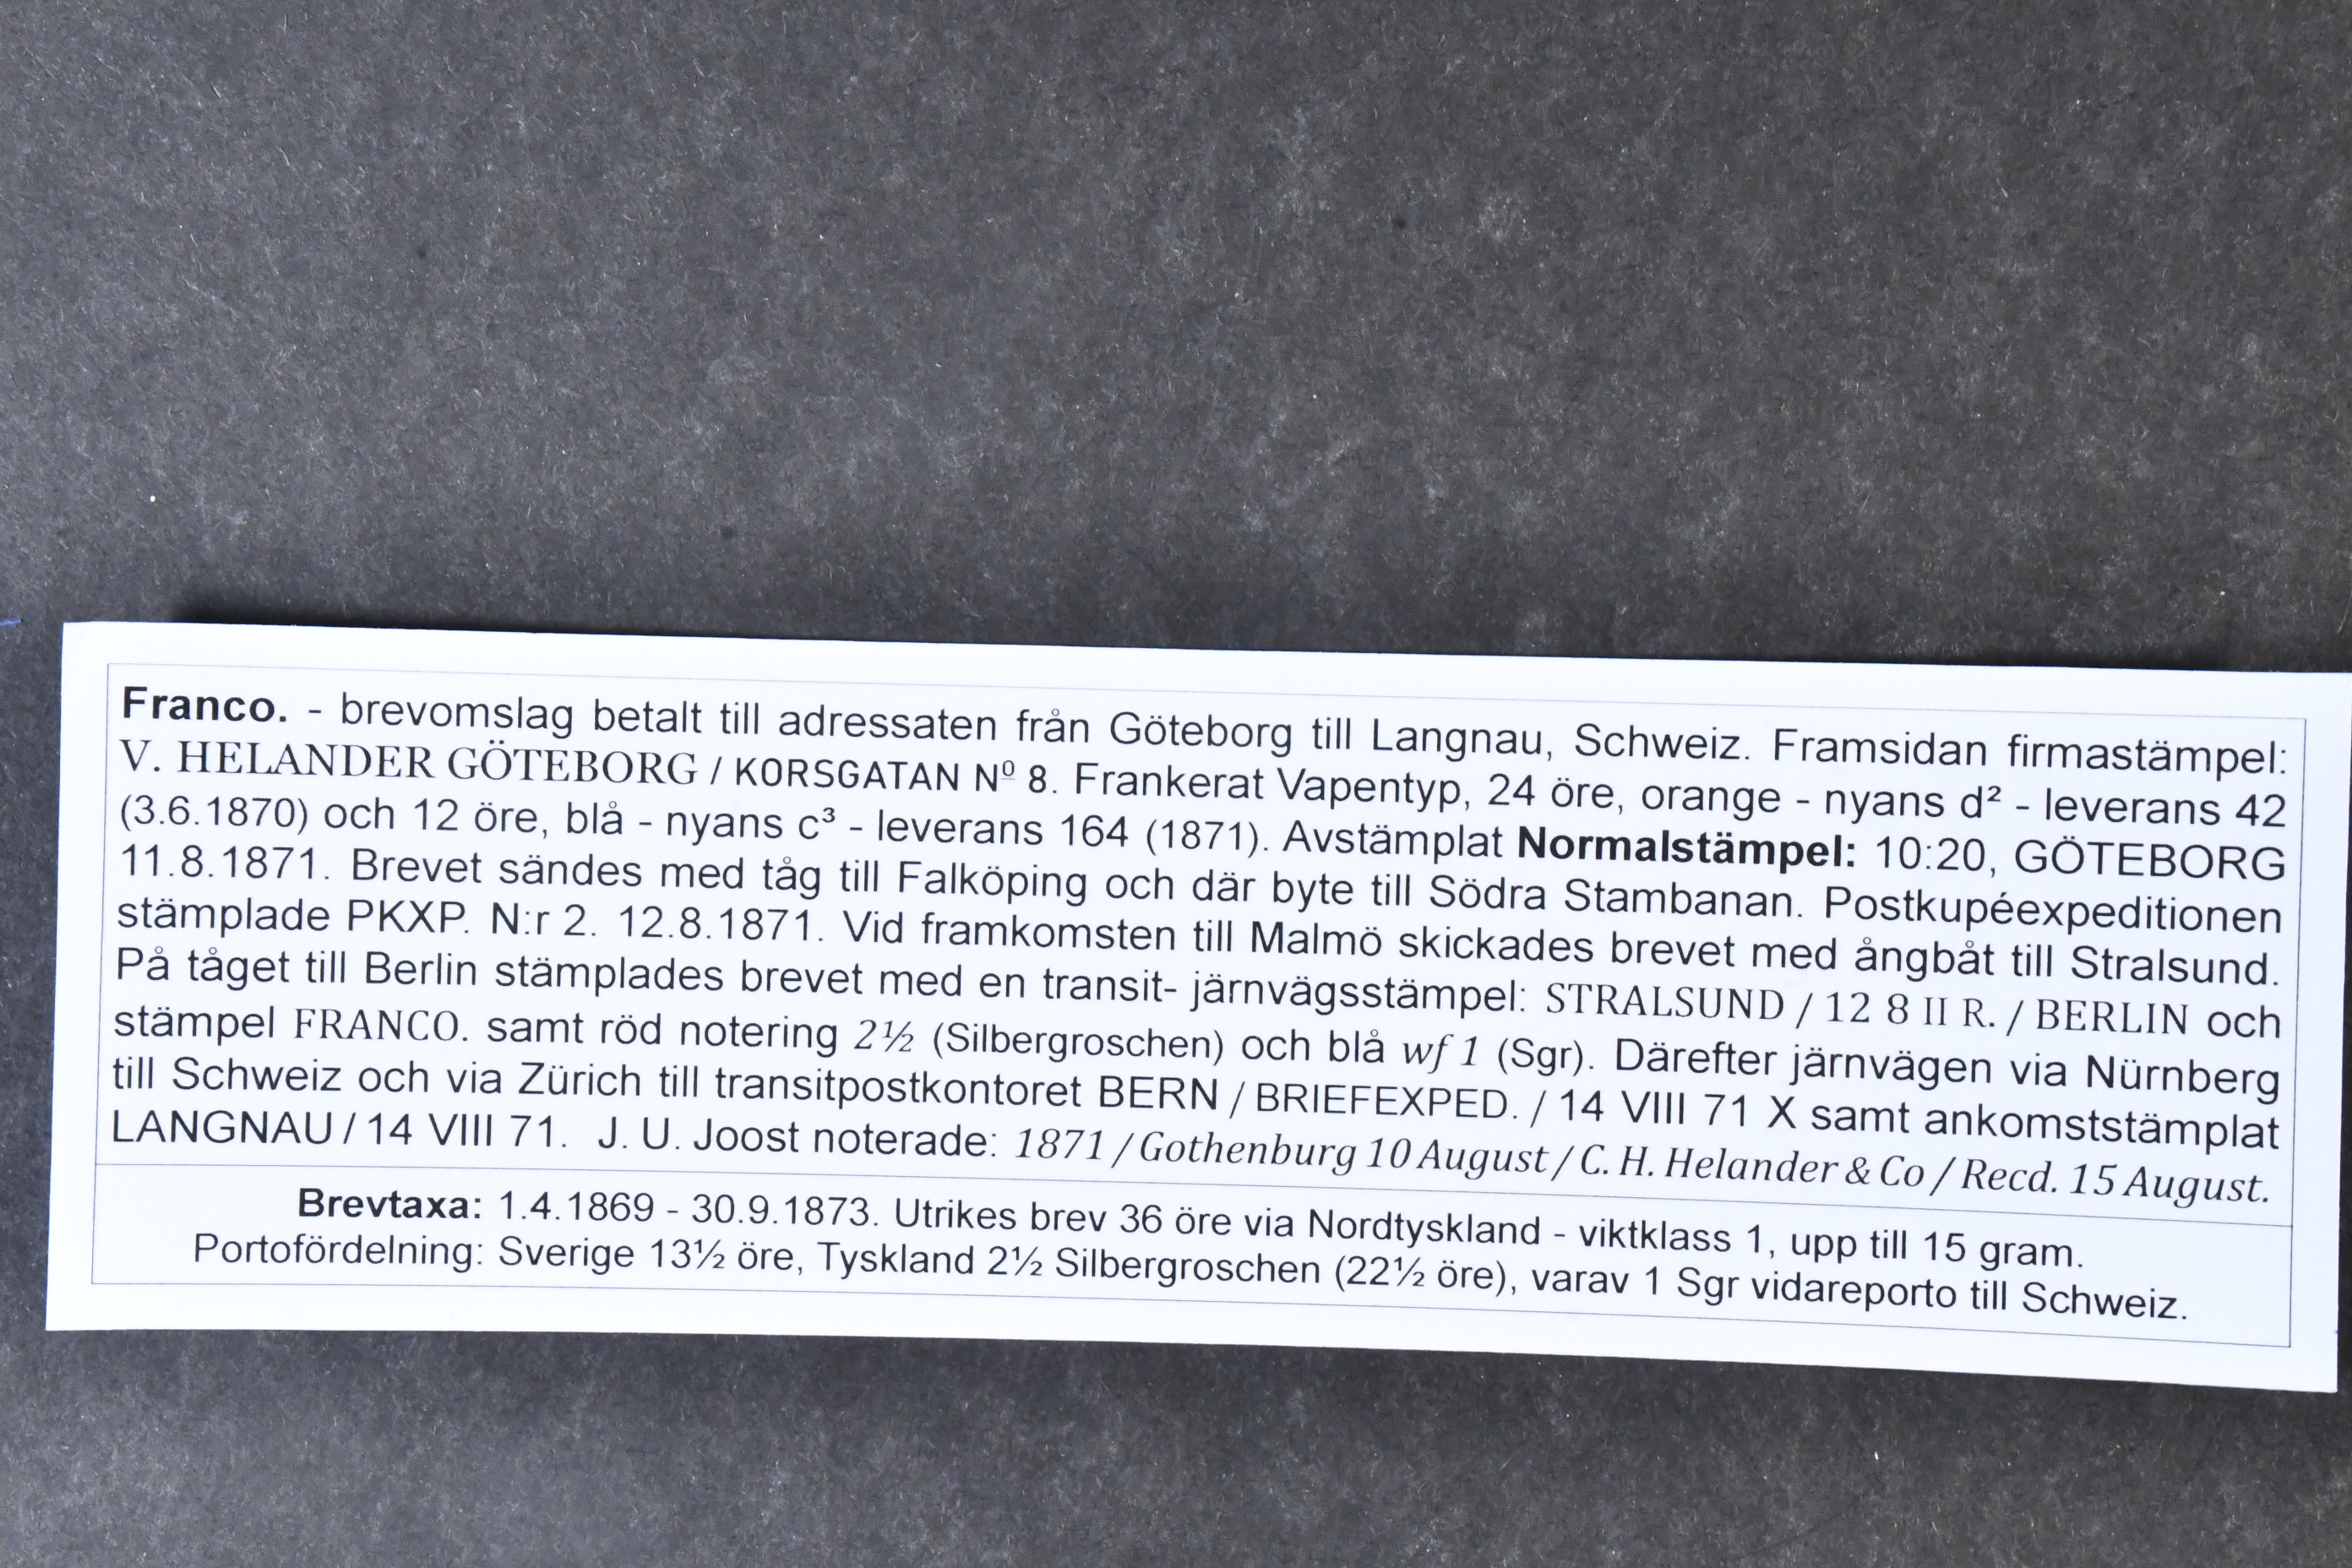 Franco. - brevomslag betalt till adressaten från Göteborg till Langnau, Schweiz. Framsidan firmastämpel:
V. HELANDER GÖTEBORG / KORSGATAN Nº 8. Frankerat Vapentyp, 24 öre, orange - nyans d² - leverans 42
(3.6.1870) och 12 öre, blå - nyans c³ - leverans 164 (1871). Avstämplat Normalstämpel: 10:20, GÖTEBORG
11.8.1871. Brevet sändes med tåg till Falköping och där byte till Södra Stambanan. Postkupéexpeditionen
stämplade PKXP. N:r 2. 12.8.1871. Vid framkomsten till Malmö skickades brevet med ångbåt till Stralsund.
På tåget till Berlin stämplades brevet med en transit- järnvägsstämpel: STRALSUND / 12 8 II R. / BERLIN och
stämpel FRANCO. samt röd notering 2½ (Silbergroschen) och blå wf 1 (Sgr). Därefter järnvägen via Nürnberg
till Schweiz och via Zürich till transitpostkontoret BERN / BRIEFEXPED. / 14 VIII 71 X samt ankomststämplat
LANGNAU / 14 VIII 71. J. U. Joost noterade: 1871 / Gothenburg 10 August / C. H. Helander & Co / Recd. 15 August.
Brevtaxa: 1.4.1869 - 30.9.1873. Utrikes brev 36 öre via Nordtyskland - viktklass 1, upp till 15 gram.
Portofördelning: Sverige 13½ öre, Tyskland 2½ Silbergroschen (22½ öre), varav 1 Sgr vidareporto till Schweiz.